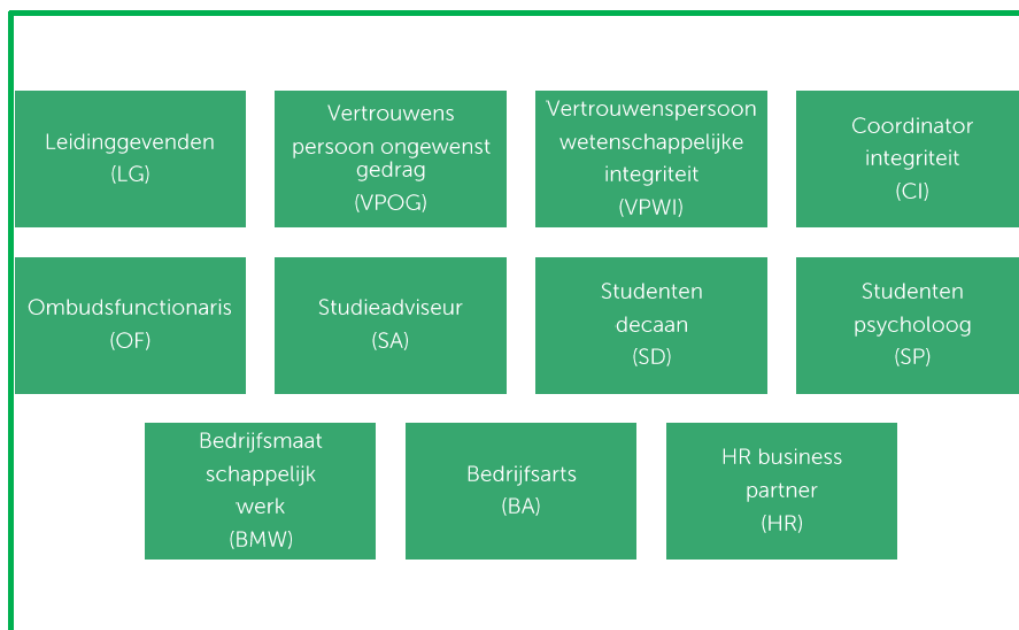 Leidinggevenden
(LG)
Vertrouwens
persoon ongewenst
gedrag
(VPOG)
Vertrouwenspersoon
wetenschappelijke
integriteit
(VPWI)
Coordinator
integriteit
(CI)
Ombudsfunctionaris
(OF)
Studieadviseur
(SA)
Studenten
decaan
(SD)
Studenten
psycholoog
(SP)
Bedrijfsmaat
schappelijk
werk
(BMW)
Bedrijfsarts
(BA)
HR business
partner
(HR)